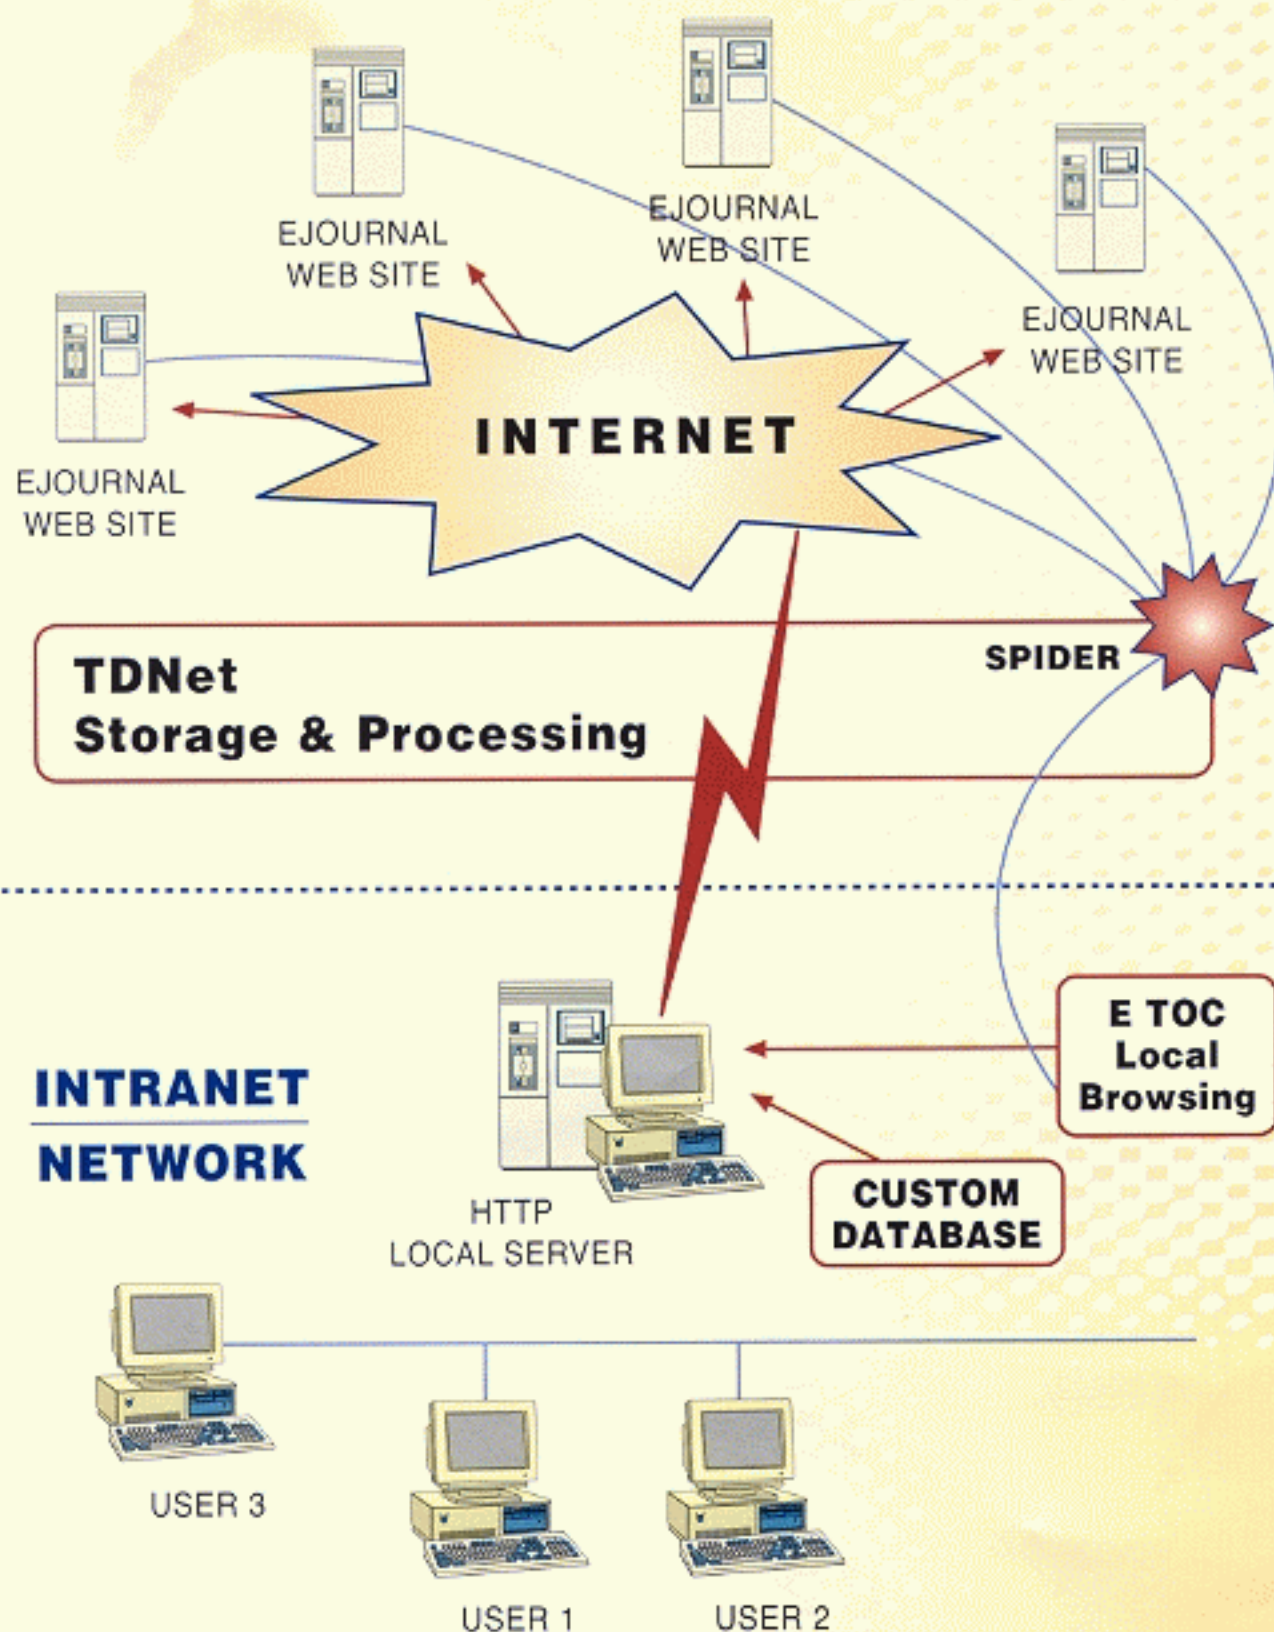 EJOURNAL
WEB SITE
EJOURNAL
WEB SITE
EJOURNAL
WEB SITE
EJOURNAL
WEB SITE
INTERNET
TDNet
Storage & Processing
SPIDER
INTRANET
NETWORK
E TOC
Local
Browsing
CUSTOM
DATABASE
HTTP
LOCAL SERVER
USER 3
USER 1
USER 2